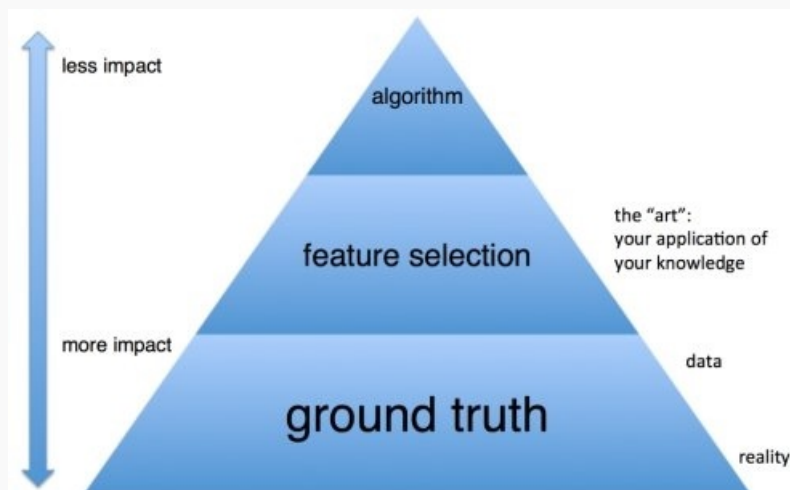 less impact
algorithm
the “art”:
your application of
your knowledge
feature selection
more impact
data
ground truth
reality